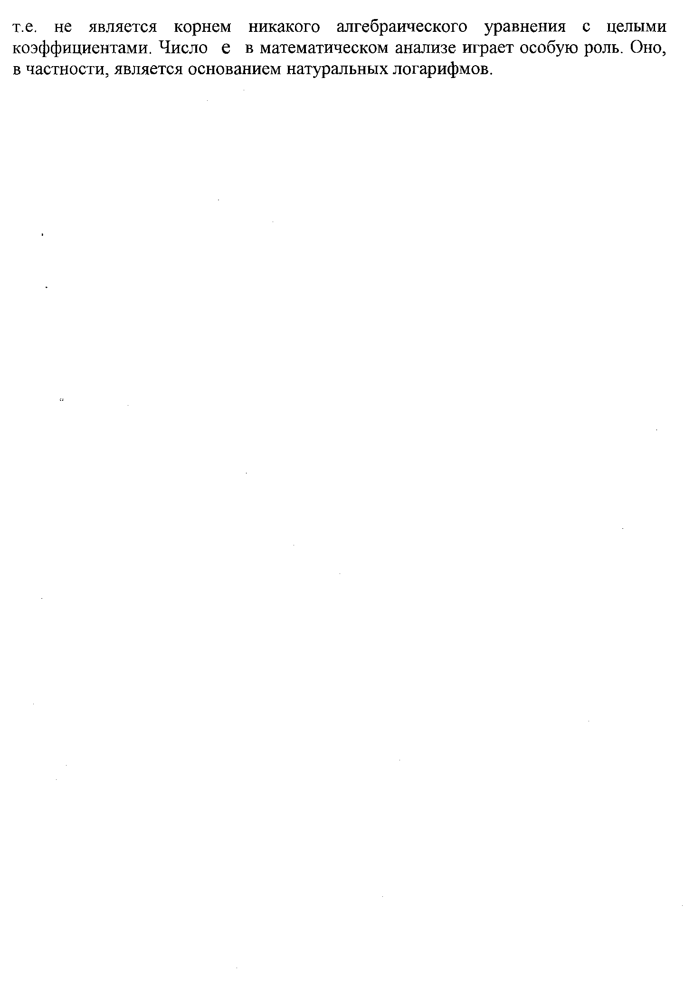 т.е. не является корнем никакого алгебраического уравнения с целыми
коэффициентами. Число е в математическом анализе играет особую роль. Оно,
в частности, является основанием натуральных логарифмов.